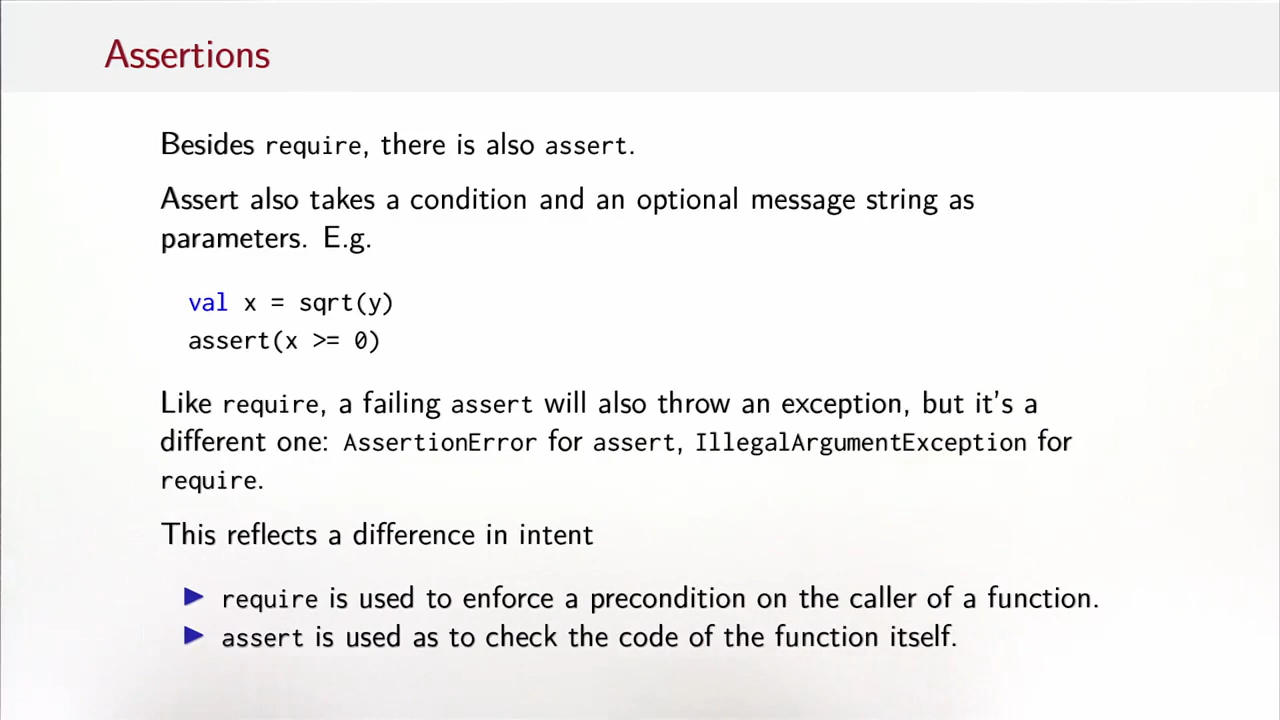 Assertions
Besides require, there is also assert.
Assert also takes a condition and an optional message string as
parameters. E.g.
val x = sqrt(y)
assert(x >= 0)
Like require, a failing assert will also throw an exception, but it's a
different one: AssertionError for assert, IllegalArgumentException for
require.
This reflects a difference in intent
▶ require is used to enforce a precondition on the caller of a function.
▶ assert is used as to check the code of the function itself.